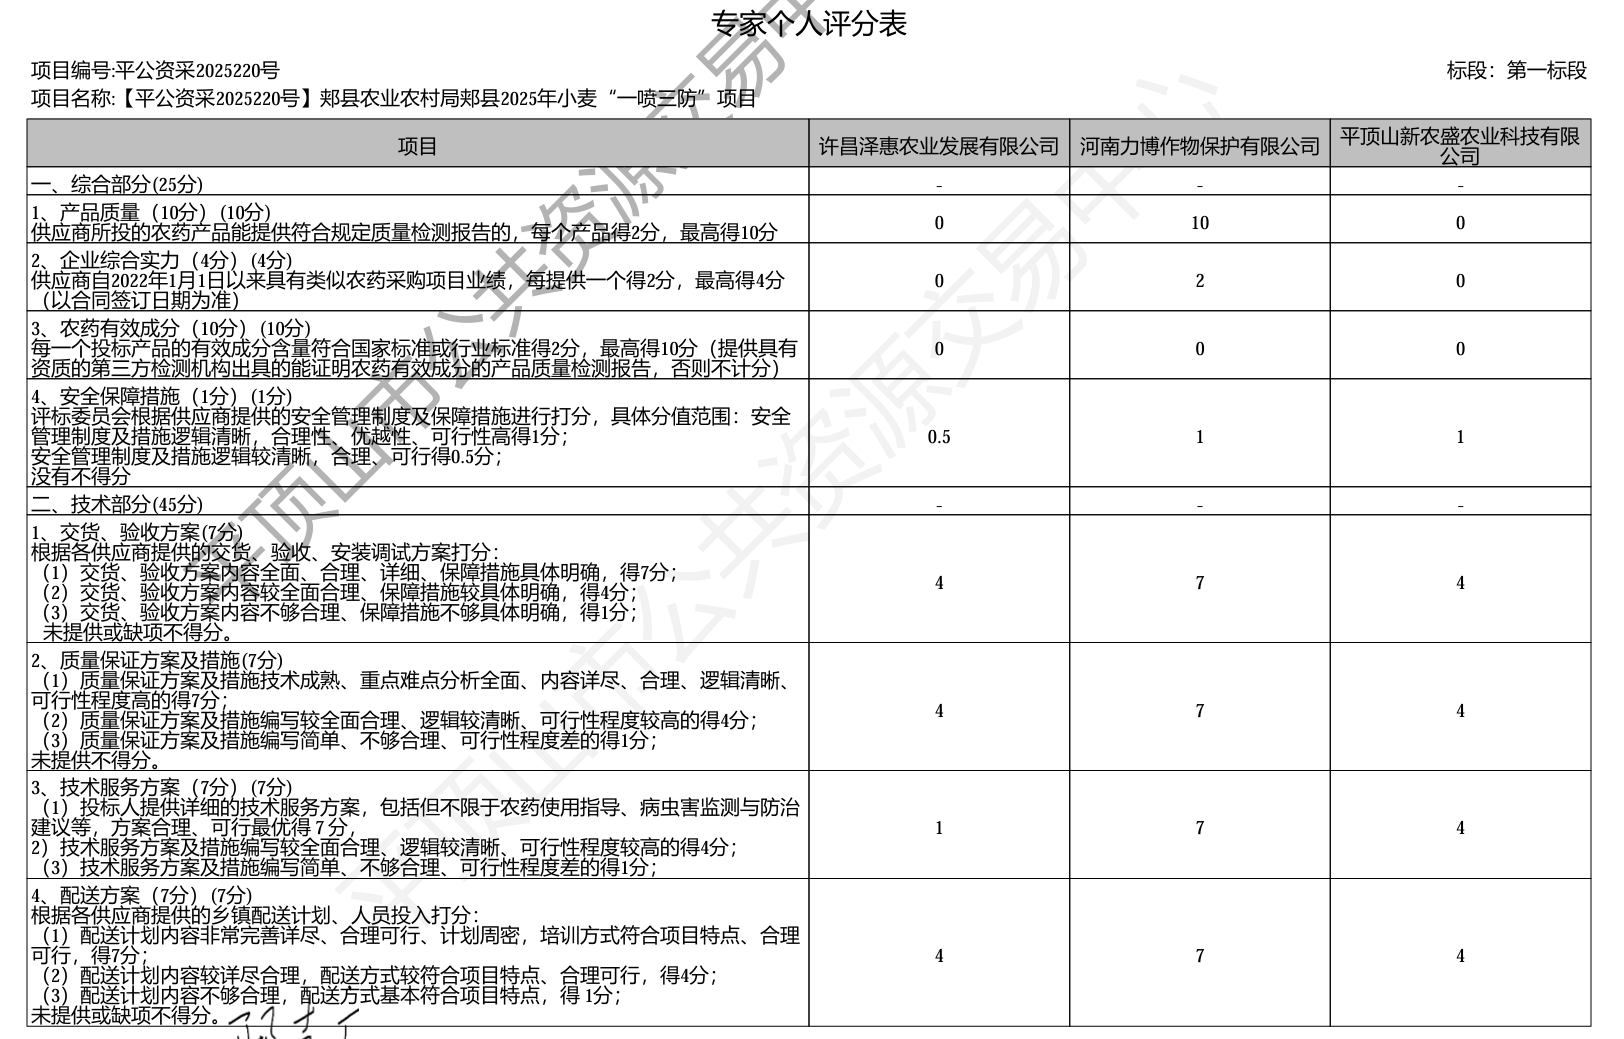 专家个人评分表
项目编号:平公资采2025220号
标段：第一标段
项目名称:【平公资采2025220号】郏县农业农村局郏县2025年小麦“一喷三防”项目
项目
许昌泽惠农业发展有限公司
河南力博作物保护有限公司
平顶山新农盛农业科技有限
公司
一、综合部分(25分)
-
-
-
1、产品质量（10分）(10分)
供应商所投的农药产品能提供符合规定质量检测报告的，每个产品得2分，最高得10分
0
10
0
2、企业综合实力（4分）(4分)
供应商自2022年1月1日以来具有类似农药采购项目业绩，每提供一个得2分，最高得4分
（以合同签订日期为准）
0
2
0
3、农药有效成分（10分）(10分)
每一个投标产品的有效成分含量符合国家标准或行业标准得2分，最高得10分（提供具有
资质的第三方检测机构出具的能证明农药有效成分的产品质量检测报告，否则不计分）
0
0
0
4、安全保障措施（1分）(1分)
评标委员会根据供应商提供的安全管理制度及保障措施进行打分，具体分值范围：安全
管理制度及措施逻辑清晰，合理性、优越性、可行性高得1分；
安全管理制度及措施逻辑较清晰，合理、可行得0.5分；
没有不得分
0.5
1
1
二、技术部分(45分)
-
-
-
1、交货、验收方案(7分)
根据各供应商提供的交货、验收、安装调试方案打分：
（1）交货、验收方案内容全面、合理、详细、保障措施具体明确，得7分；
（2）交货、验收方案内容较全面合理、保障措施较具体明确，得4分；
（3）交货、验收方案内容不够合理、保障措施不够具体明确，得1分；
未提供或缺项不得分。
4
7
4
2、质量保证方案及措施(7分)
（1）质量保证方案及措施技术成熟、重点难点分析全面、内容详尽、合理、逻辑清晰、
可行性程度高的得7分；
（2）质量保证方案及措施编写较全面合理、逻辑较清晰、可行性程度较高的得4分；
（3）质量保证方案及措施编写简单、不够合理、可行性程度差的得1分；
未提供不得分。
4
7
4
3、技术服务方案（7分）(7分)
（1）投标人提供详细的技术服务方案，包括但不限于农药使用指导、病虫害监测与防治
建议等，方案合理、可行最优得 7 分，
2）技术服务方案及措施编写较全面合理、逻辑较清晰、可行性程度较高的得4分；
（3）技术服务方案及措施编写简单、不够合理、可行性程度差的得1分；
1
7
4
4、配送方案（7分）(7分)
根据各供应商提供的乡镇配送计划、人员投入打分：
（1）配送计划内容非常完善详尽、合理可行、计划周密，培训方式符合项目特点、合理
可行，得7分；
（2）配送计划内容较详尽合理，配送方式较符合项目特点、合理可行，得4分；
（3）配送计划内容不够合理，配送方式基本符合项目特点，得 1分；
未提供或缺项不得分。
4
7
4
平顶山市公共资源交易中
平顶山市公共资源交易中心